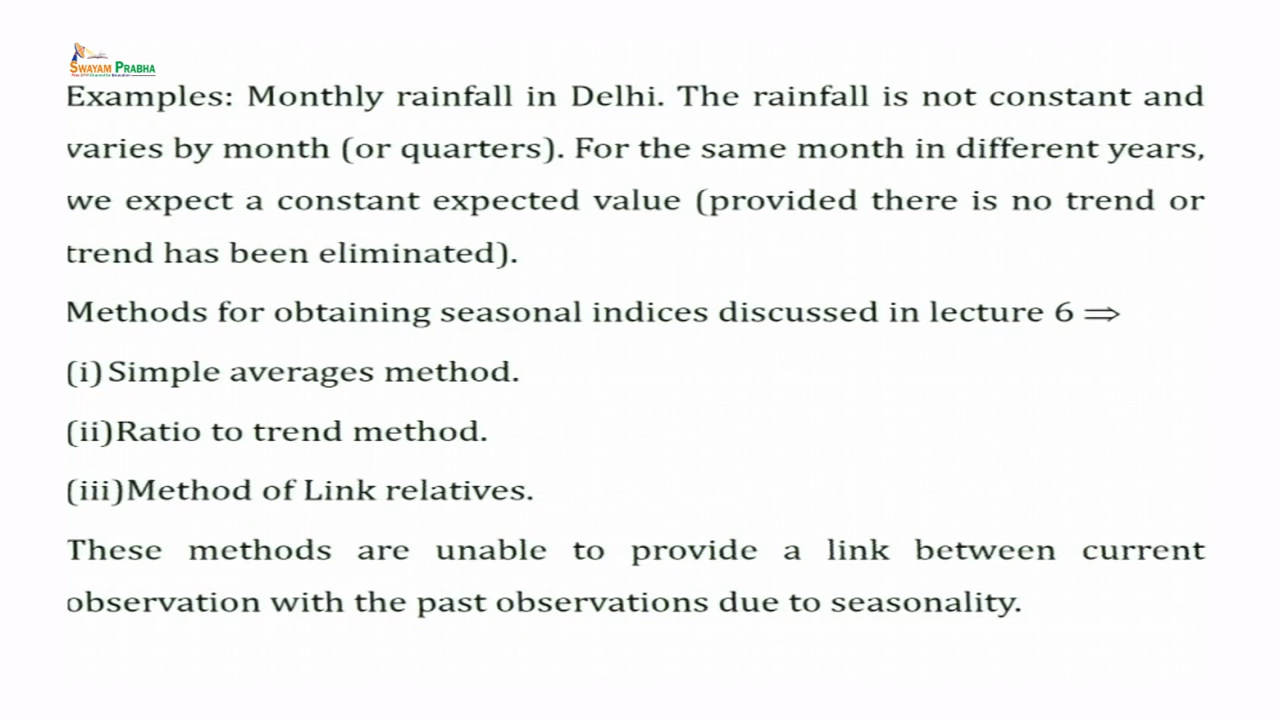 SWAYAM PRABHA
Examples: Monthly rainfall in Delhi. The rainfall is not constant and
varies by month (or quarters). For the same month in different years,
we expect a constant expected value (provided there is no trend or
trend has been eliminated).
Methods for obtaining seasonal indices discussed in lecture 6 ⇒
(i) Simple averages method.
(ii)Ratio to trend method.
(iii)Method of Link relatives.
These methods are unable to provide a link between current
observation with the past observations due to seasonality.